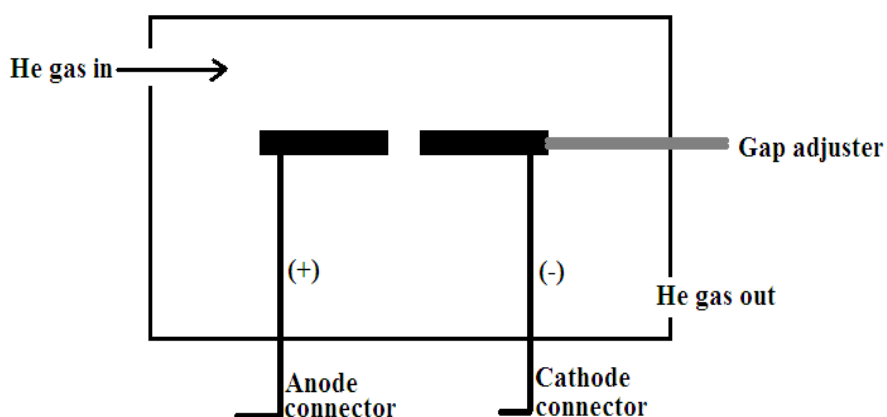 He gas in
Gap adjuster
(+)
(-)
He gas out
Anode
connector
Cathode
connector